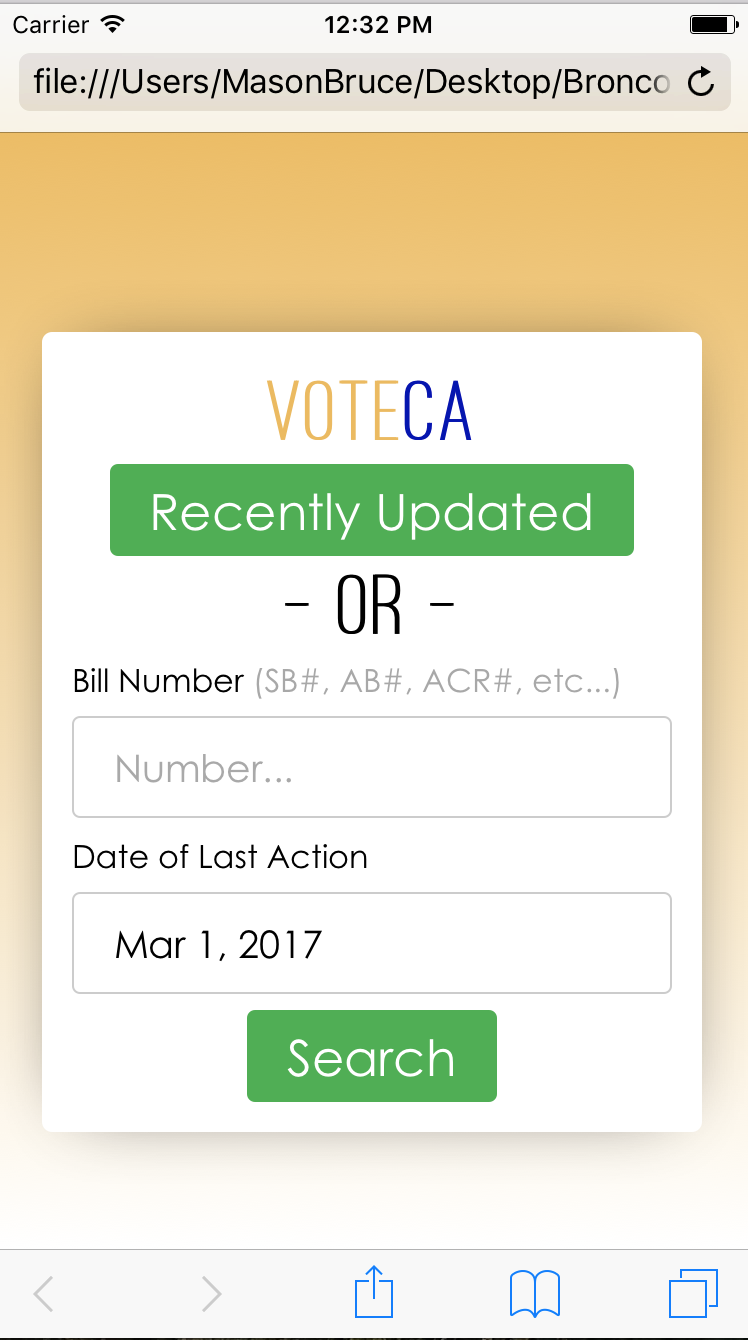 Carrier 12:32 PM
file:///Users/MasonBruce/Desktop/Bronco
VOTECA
Recently Updated
- OR -
Bill Number (SB#, AB#, ACR#, etc...)
Number...
Date of Last Action
Mar 1, 2017
Search